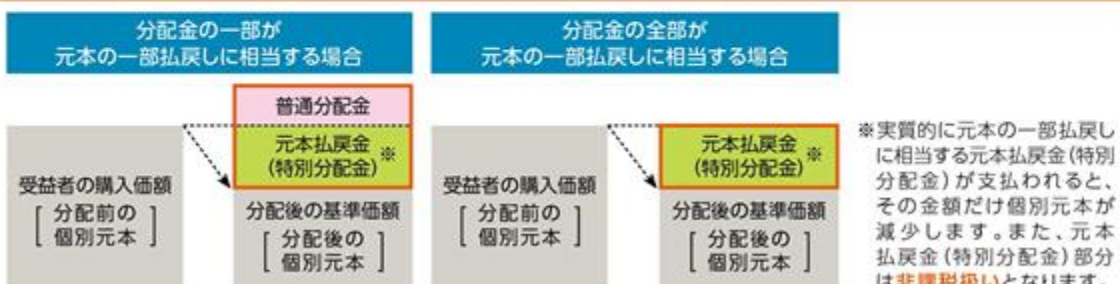 分配金の一部が
元本の一部払戻しに相当する場合
普通分配金
元本払戻金
(特別分配金)
※
受益者の購入価額
[ 分配前の
個別元本 ]
分配後の基準価額
[ 分配後の
個別元本 ]
分配金の全部が
元本の一部払戻しに相当する場合
元本払戻金
(特別分配金)
※
受益者の購入価額
[ 分配前の
個別元本 ]
分配後の基準価額
[ 分配後の
個別元本 ]
※実質的に元本の一部払戻し
に相当する元本払戻金(特別
分配金)が支払われると、
その金額だけ個別元本が
減少します。また、元本
払戻金(特別分配金)部分
は非課税扱いとなります。